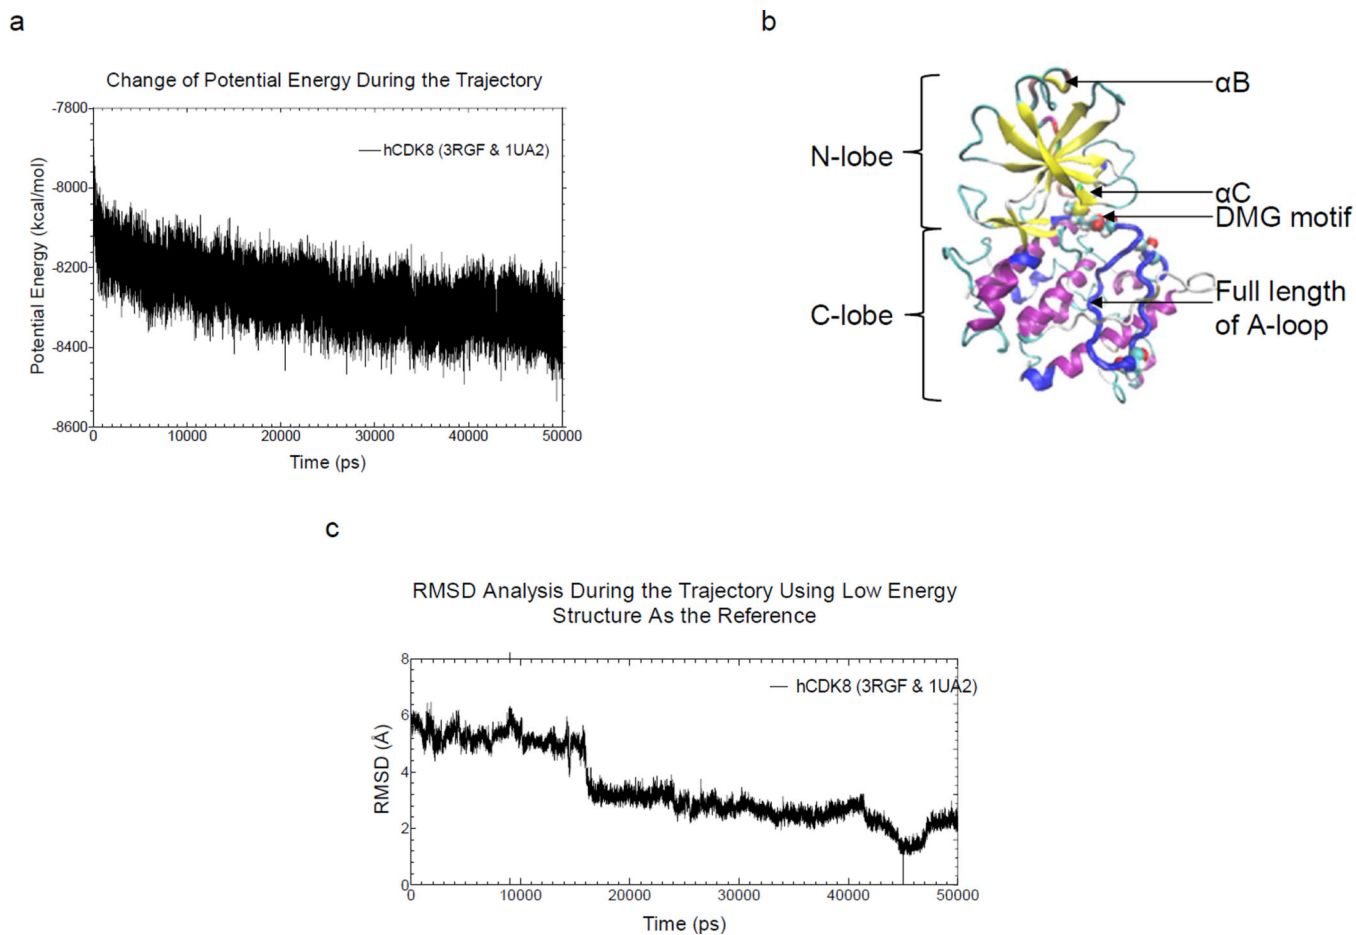 a
Change of Potential Energy During the Trajectory
Potential Energy (kcal/mol)
-7800
-8000
-8200
-8400
-8600
hCDK8 (3RGF & 1UA2)
0 10000 20000 30000 40000 50000
Time (ps)
b
N-lobe
C-lobe
αB
αC
DMG motif
Full length
of A-loop
c
RMSD Analysis During the Trajectory Using Low Energy
Structure As the Reference
RMSD (Å)
8
6
4
2
0
hCDK8 (3RGF & 1UA2)
0 10000 20000 30000 40000 50000
Time (ps)